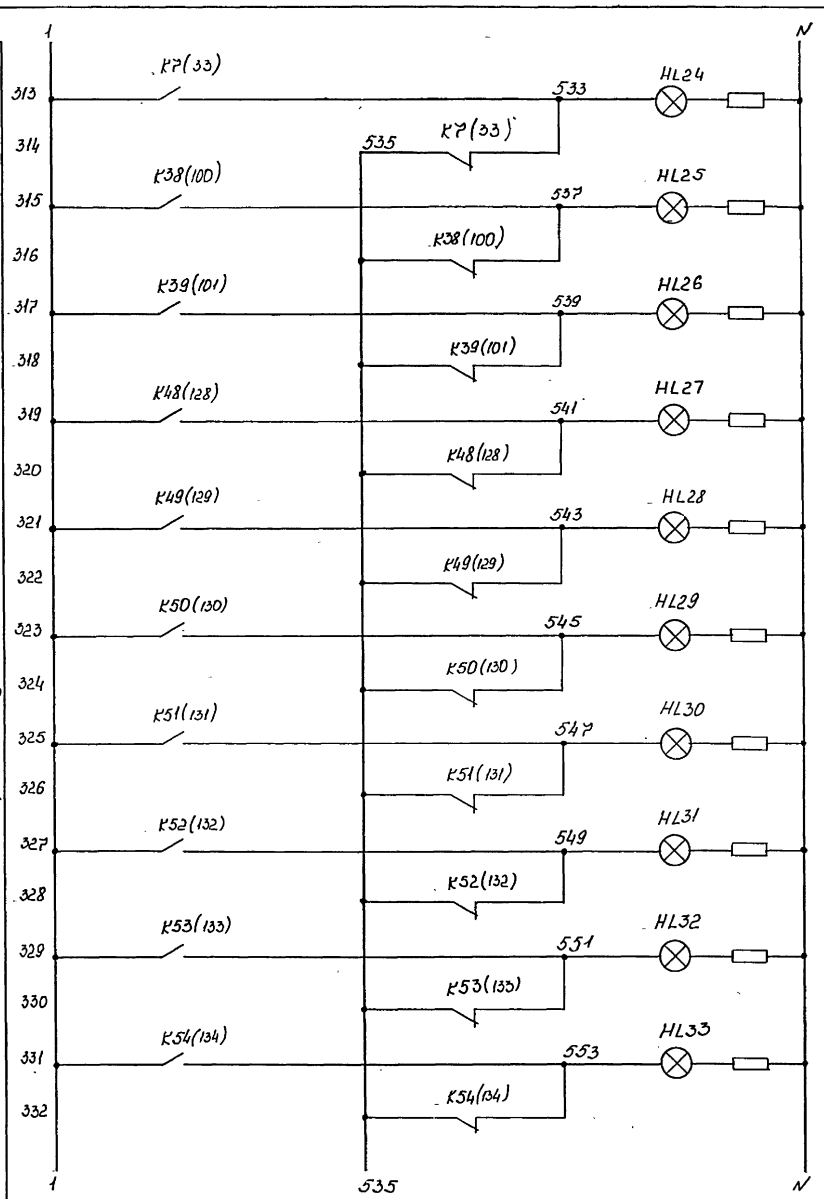 1 N
K7(33) HL24
313 533
314 535 K7(33)
K38(100) HL25
315 537
316 K38(100)
K39(101) HL26
317 539
318 K39(101)
K48(128) HL27
319 541
320 K48(128)
K49(129) HL28
321 543
322 K49(129)
K50(130) HL29
323 545
324 K50(130)
K51(131) HL30
325 547
326 K51(131)
K52(132) HL31
327 549
328 K52(132)
K53(133) HL32
329 551
330 K53(133)
K54(134) HL33
331 553
332 K54(134)
1 535 N